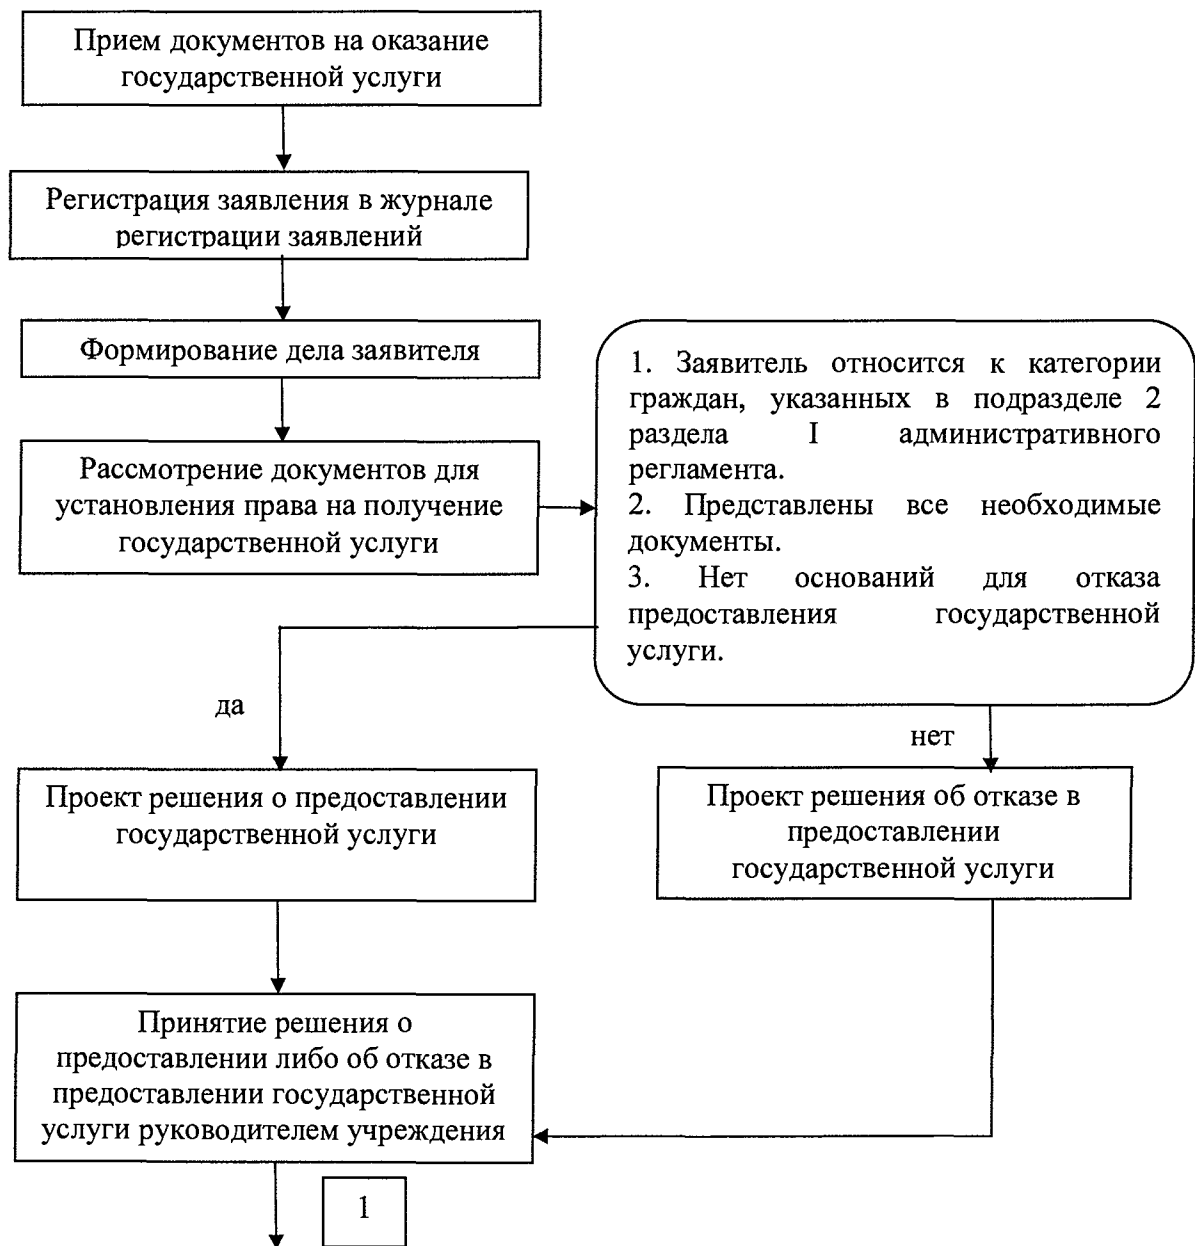 Прием документов на оказание
государственной услуги
Регистрация заявления в журнале
регистрации заявлений
Формирование дела заявителя
Рассмотрение документов для
установления права на получение
государственной услуги
1. Заявитель относится к категории
граждан, указанных в подразделе 2
раздела I административного
регламента.
2. Представлены все необходимые
документы.
3. Нет оснований для отказа
предоставления государственной
услуги.
да
нет
Проект решения о предоставлении
государственной услуги
Проект решения об отказе в
предоставлении
государственной услуги
Принятие решения о
предоставлении либо об отказе в
предоставлении государственной
услуги руководителем учреждения
1